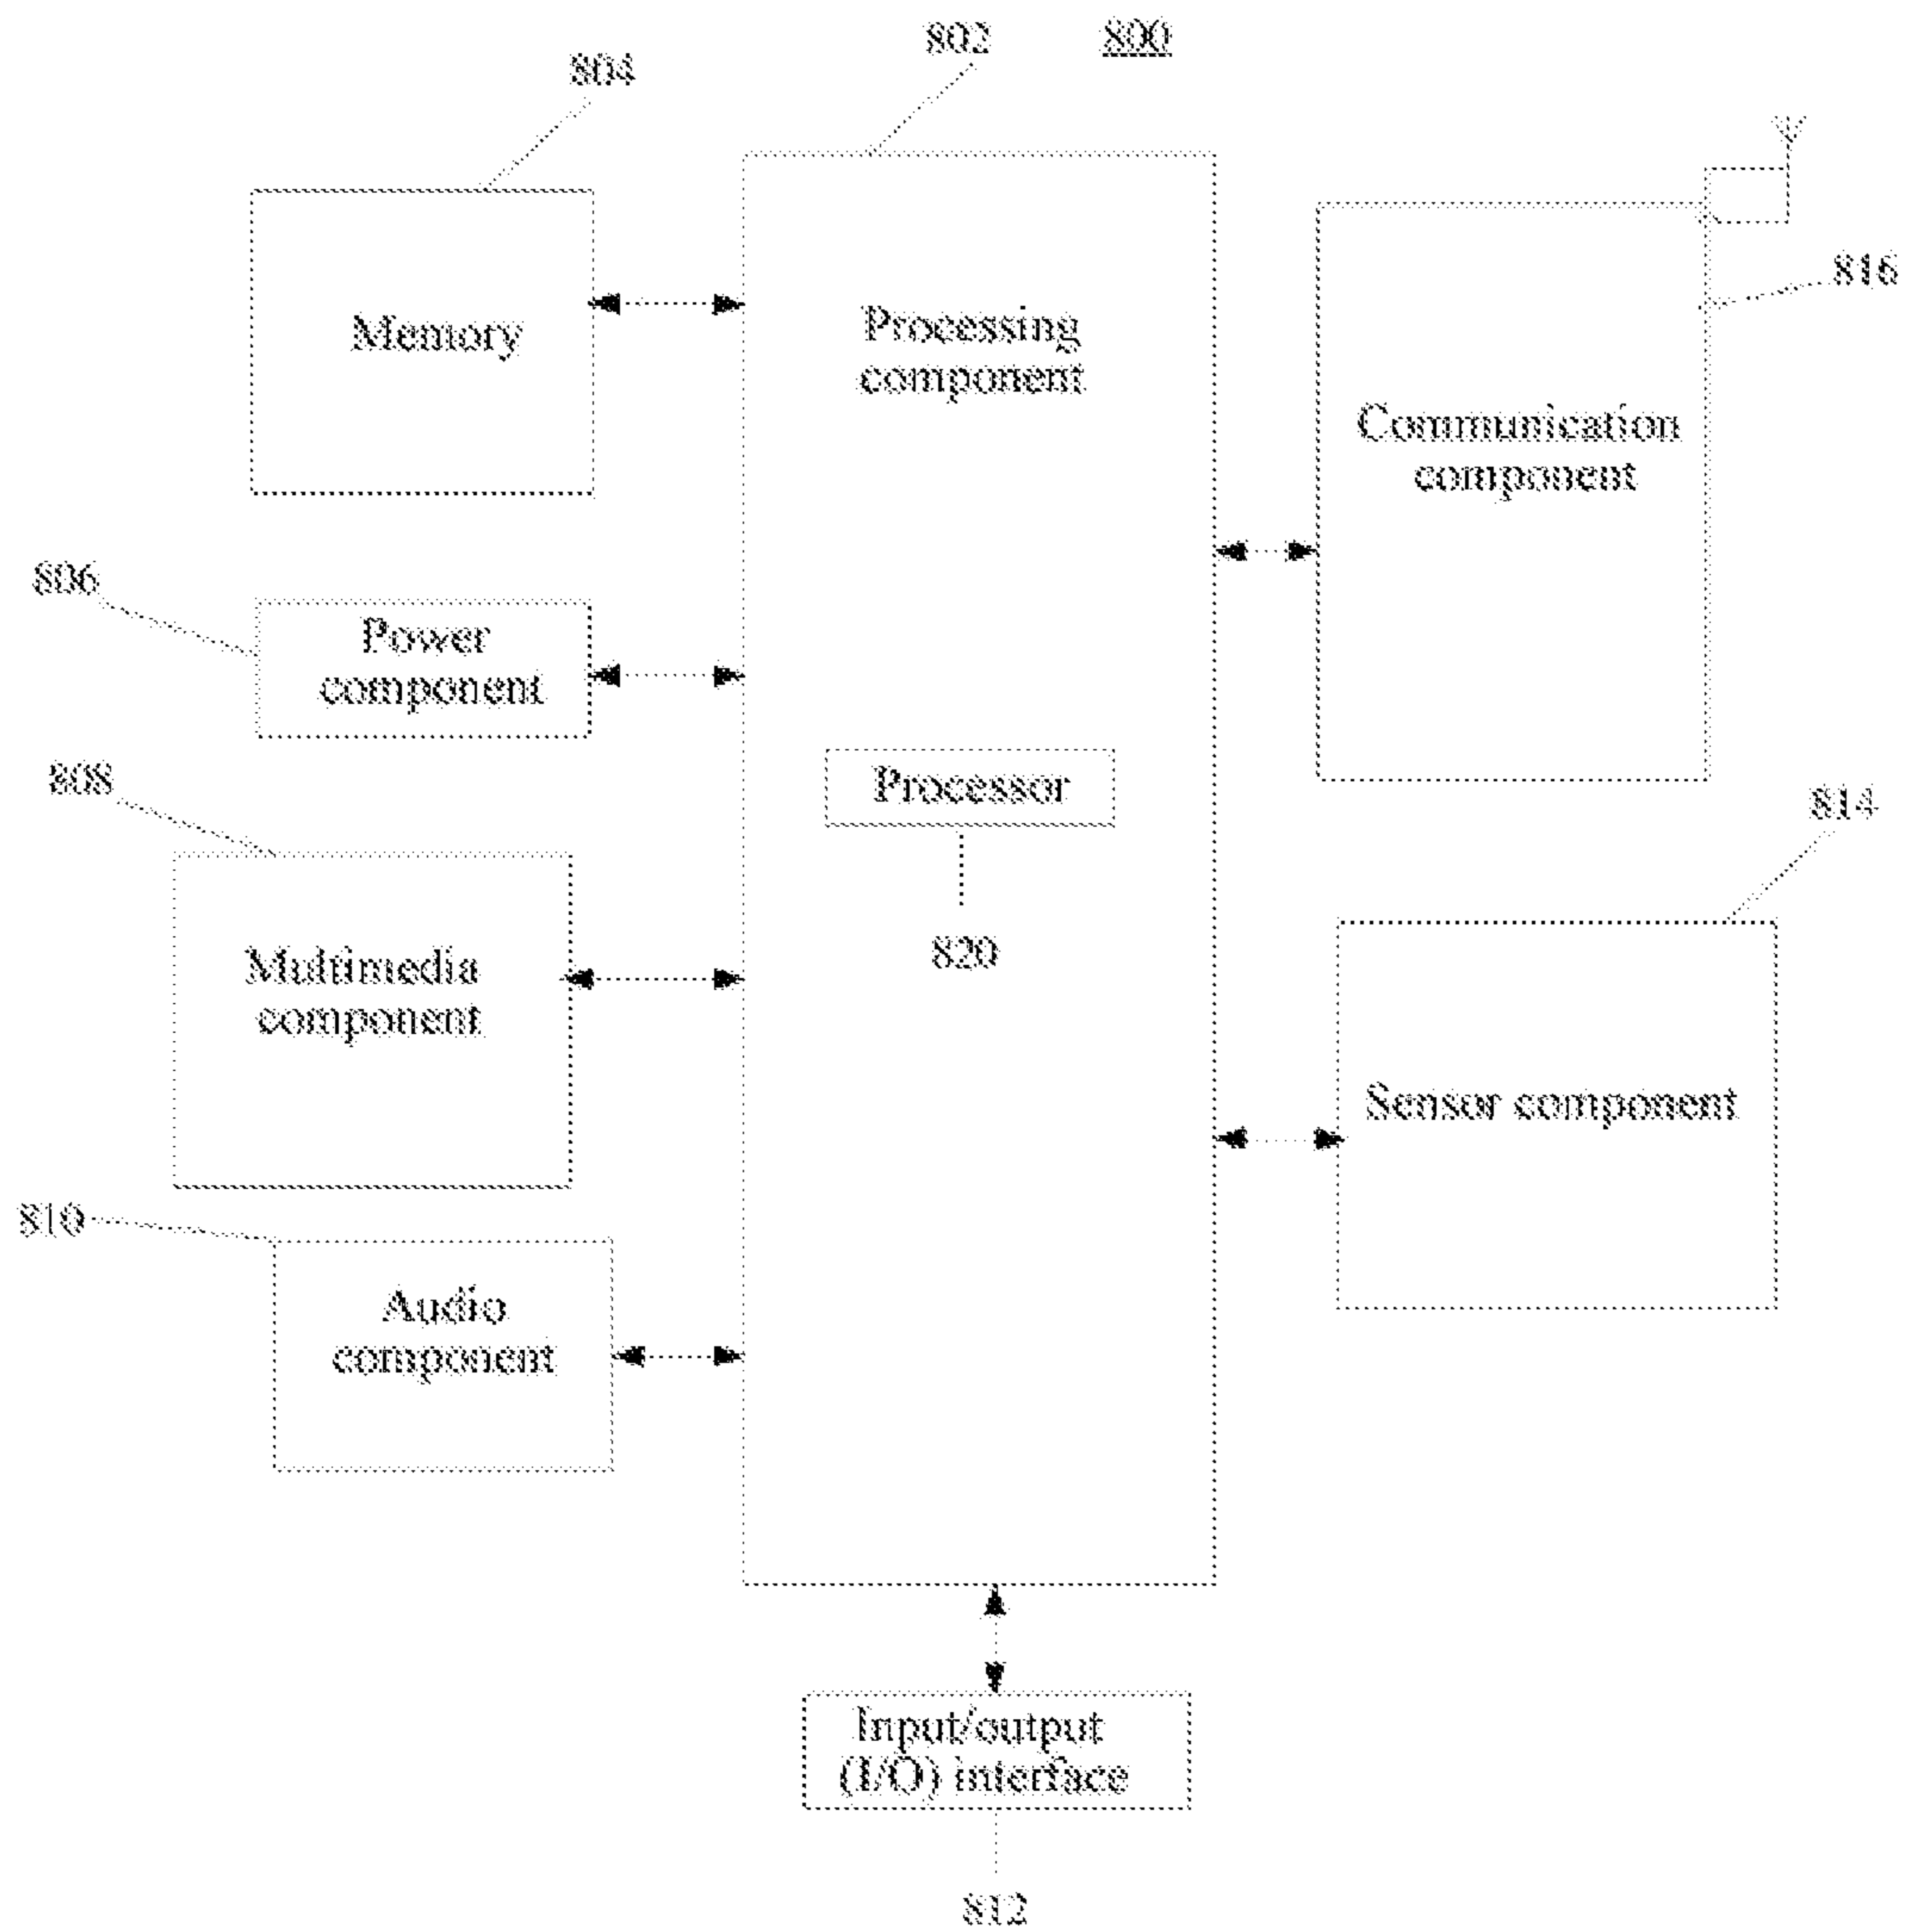 802
800
804
816
Memory
Processing
component
Communication
component
806
Power
component
808
Processor
814
820
Multimedia
component
Sensor component
810
Audio
component
Input/output
(I/O) interface
812